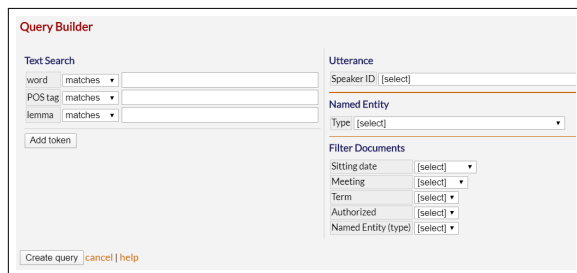 Query Builder
Text Search
word matches
POS tag matches
lemma matches
Add token
Utterance
Speaker ID [select]
Named Entity
Type [select]
Filter Documents
Sitting date [select]
Meeting [select]
Term [select]
Authorized [select]
Named Entity (type) [select]
Create query cancel | help